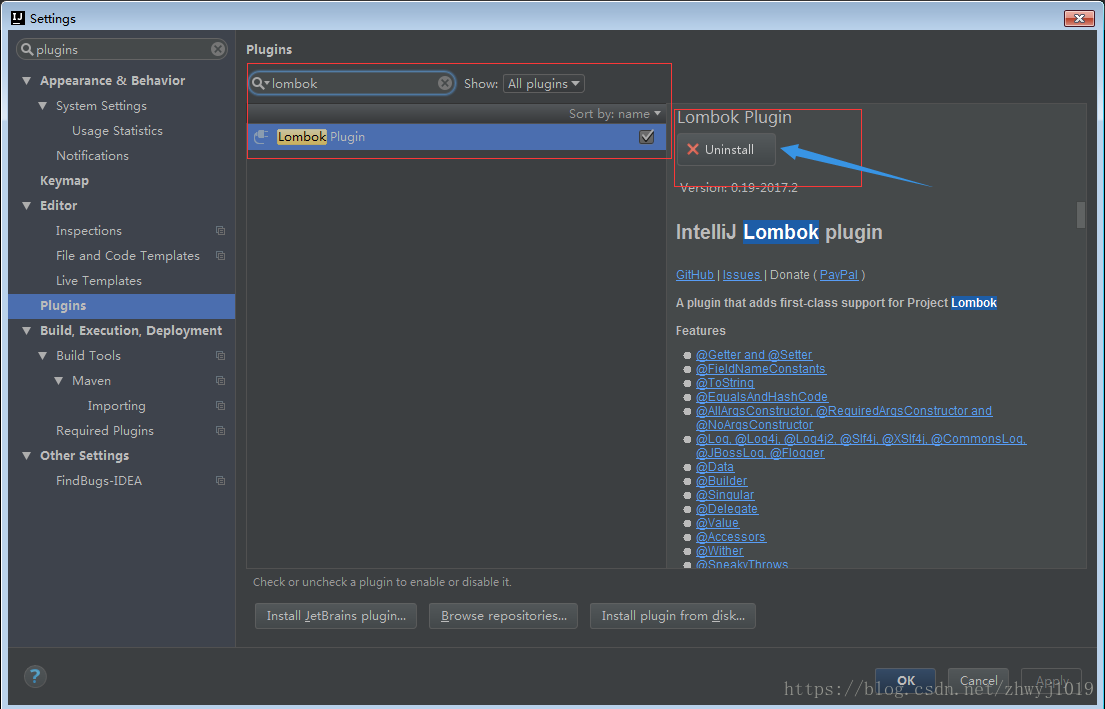 Settings
plugins
Appearance & Behavior
System Settings
Usage Statistics
Notifications
Keymap
Editor
Inspections
File and Code Templates
Live Templates
Plugins
Build, Execution, Deployment
Build Tools
Maven
Importing
Required Plugins
Other Settings
FindBugs-IDEA
Plugins
lombok Show: All plugins
Sort by: name
Lombok Plugin
Check or uncheck a plugin to enable or disable it.
Install JetBrains plugin... Browse repositories... Install plugin from disk...
Lombok Plugin
Uninstall
Version: 0.19-2017.2
IntelliJ Lombok plugin
GitHub | Issues | Donate ( PayPal )
A plugin that adds first-class support for Project Lombok
Features
@Getter and @Setter
@FieldNameConstants
@ToString
@EqualsAndHashCode
@AllArgsConstructor, @RequiredArgsConstructor and
@NoArgsConstructor
@Log, @Log4j, @Log4j2, @Slf4j, @XSlf4j, @CommonsLog,
@JBossLog, @Flogger
@Data
@Builder
@Singular
@Delegate
@Value
@Accessors
@Wither
@SneakyThrows
?
OK Cancel Apply
https://blog.csdn.net/zhwyj1019